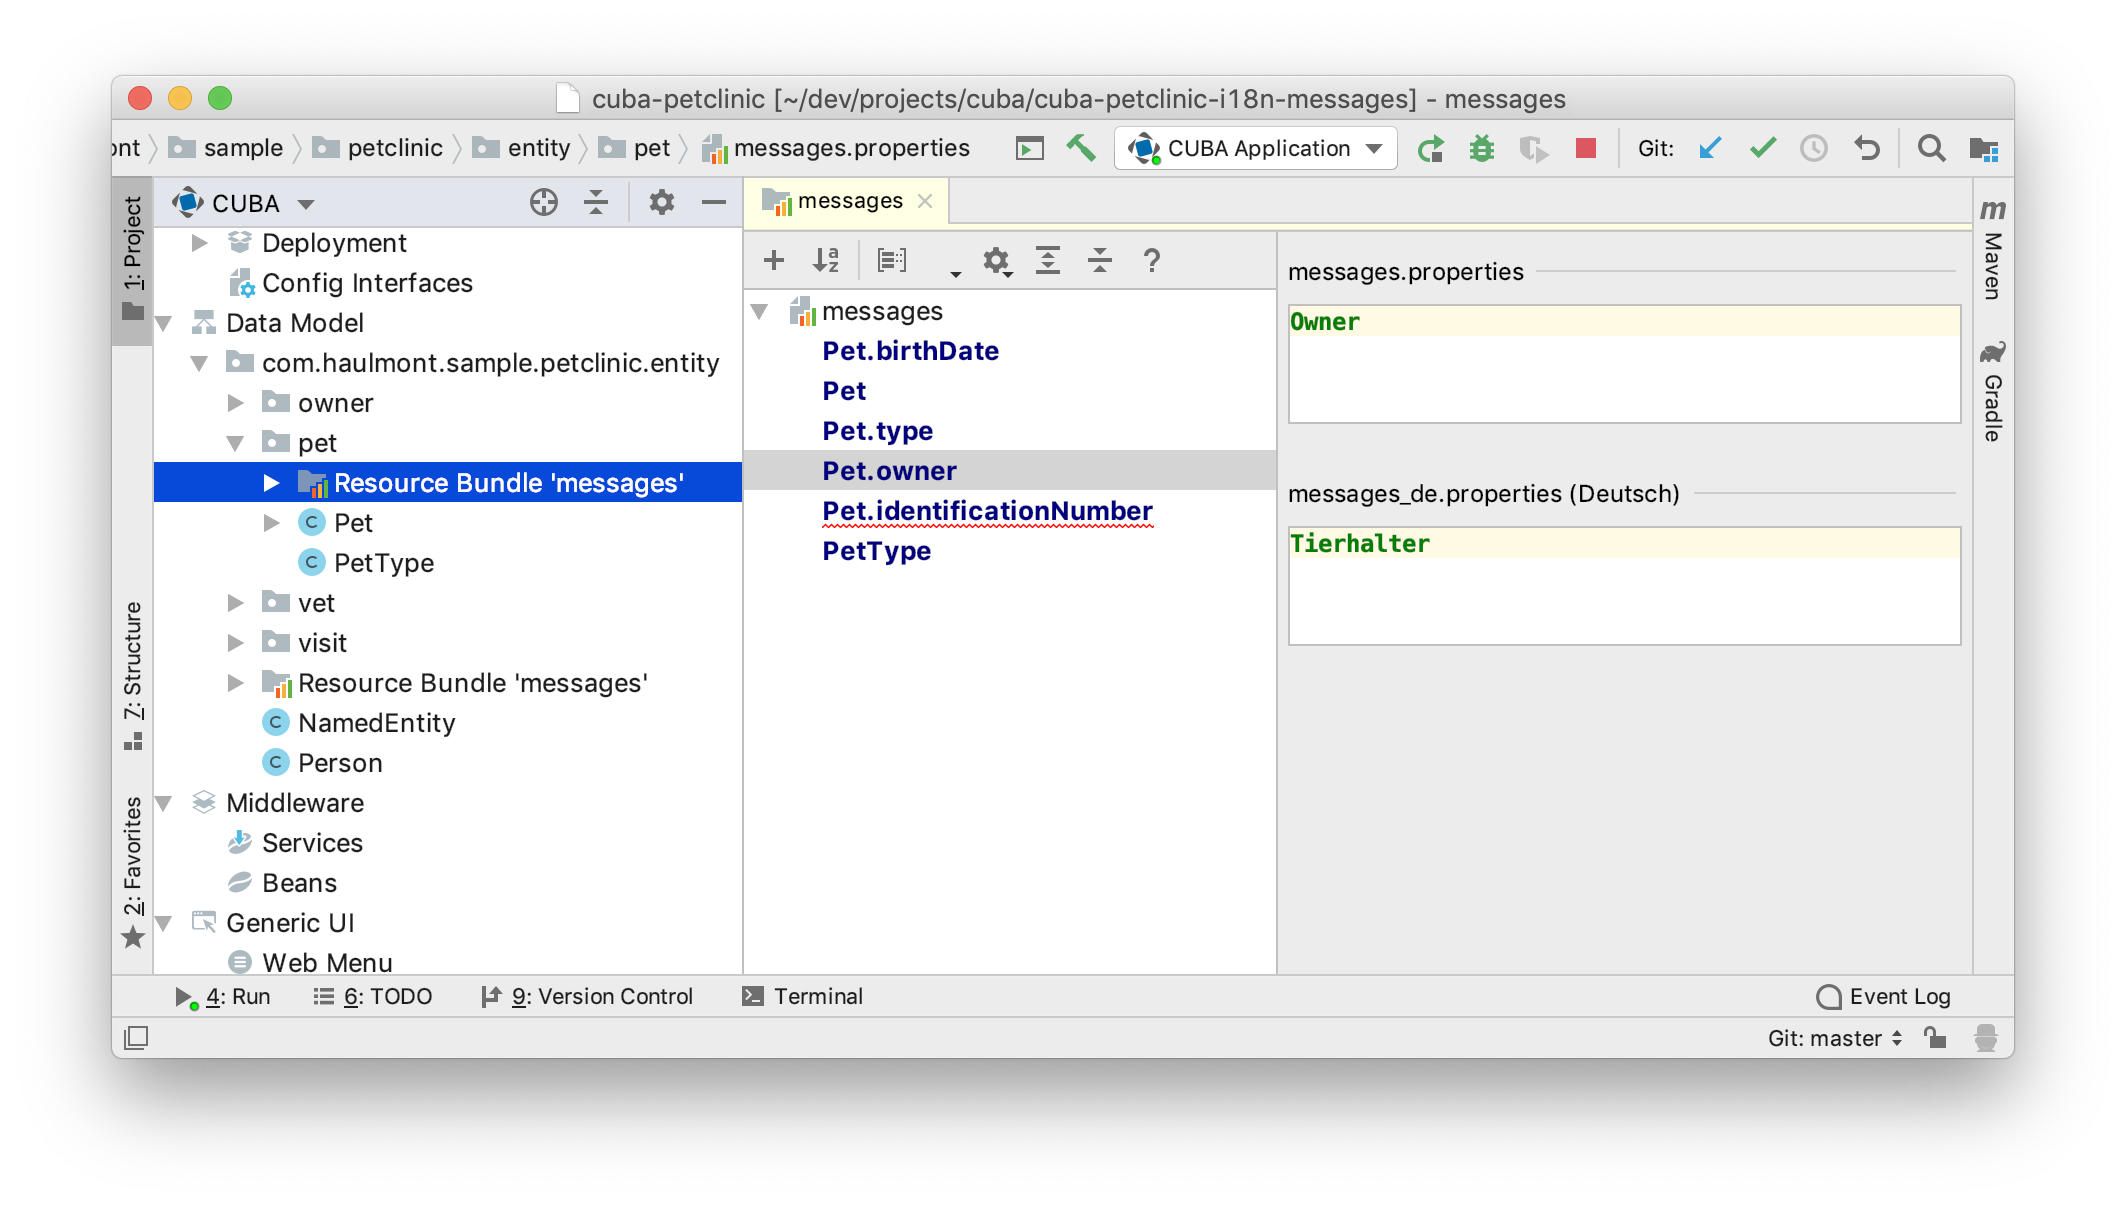 cuba-petclinic [~/dev/projects/cuba/cuba-petclinic-i18n-messages] - messages
ont sample petclinic entity pet messages.properties CUBA Application Git:
1: Project
7: Structure
2: Favorites
CUBA
Deployment
Config Interfaces
Data Model
com.haulmont.sample.petclinic.entity
owner
pet
Resource Bundle 'messages'
Pet
PetType
vet
visit
Resource Bundle 'messages'
NamedEntity
Person
Middleware
Services
Beans
Generic UI
Web Menu
messages
messages
Pet.birthDate
Pet
Pet.type
Pet.owner
Pet.identificationNumber
PetType
messages.properties
Owner
messages_de.properties (Deutsch)
Tierhalter
Maven
Gradle
4: Run 6: TODO 9: Version Control Terminal Event Log
Git: master